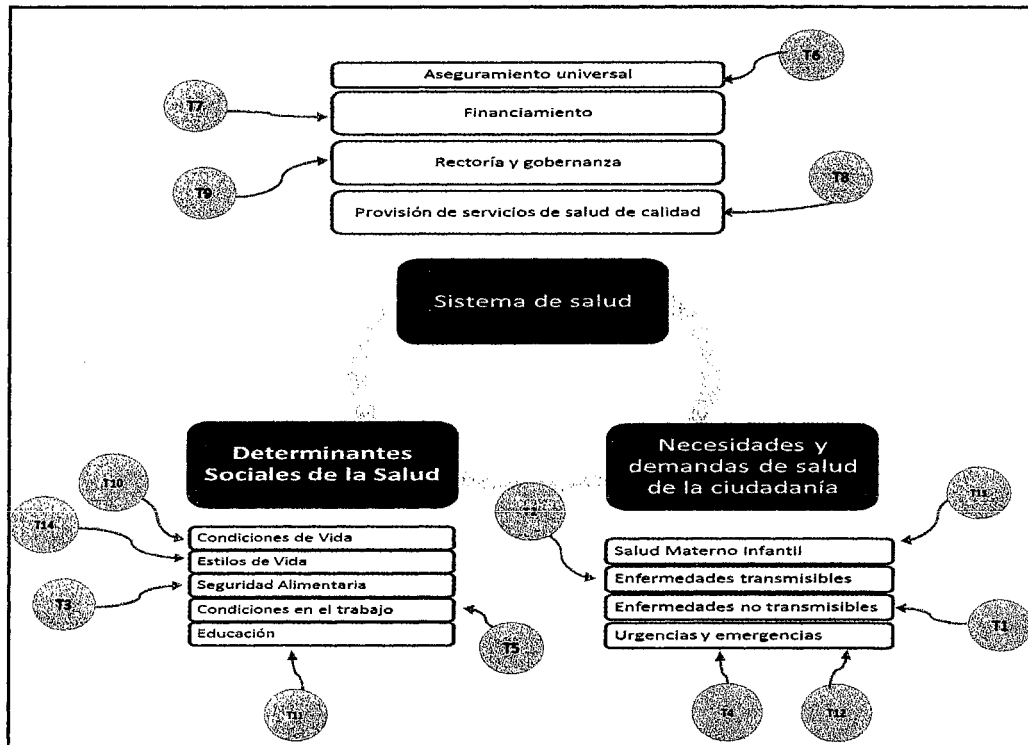 T6
Aseguramiento universal
T7
Financiamiento
Rectoría y gobernanza
T9
T8
Provisión de servicios de salud de calidad
Sistema de salud
Determinantes
Sociales de la Salud
Necesidades y
demandas de salud
de la ciudadanía
T10
T14
T3
Condiciones de Vida
Estilos de Vida
Seguridad Alimentaria
Condiciones en el trabajo
Educación
T5
T11
Salud Materno Infantil
Enfermedades transmisibles
Enfermedades no transmisibles
Urgencias y emergencias
T1
T4
T12